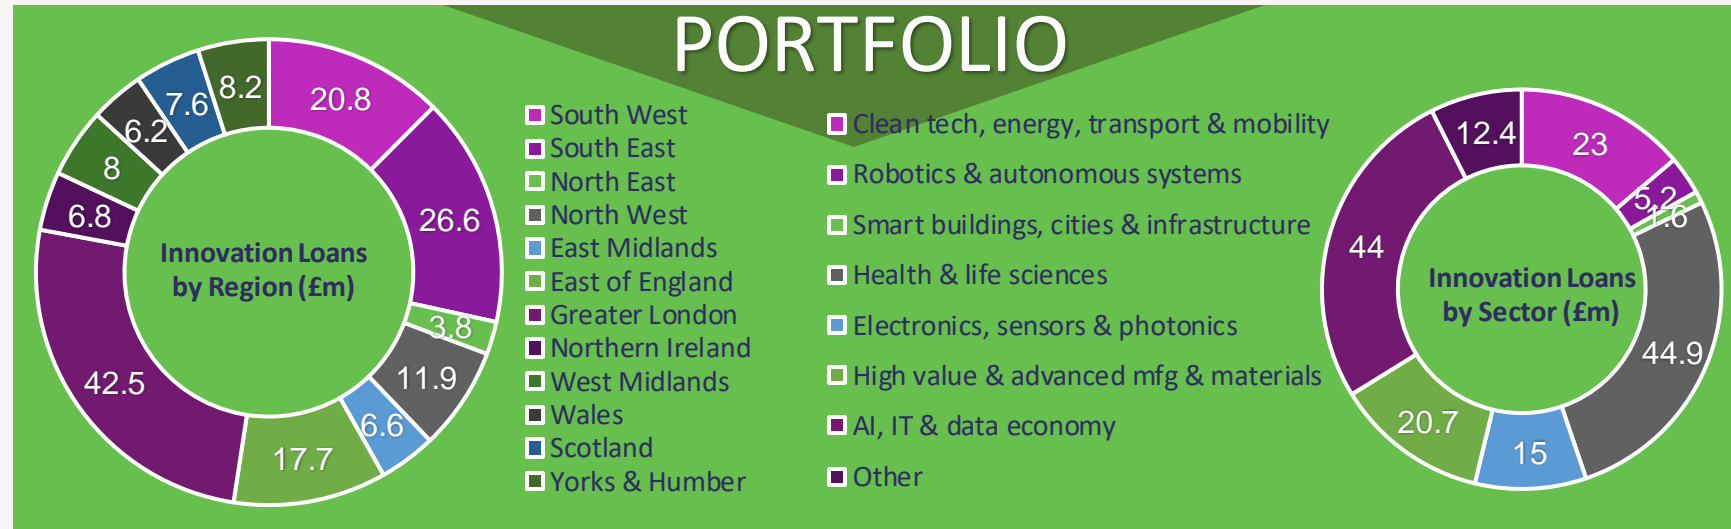 PORTFOLIO
20.8
26.6
3.8
11.9
6.6
17.7
42.5
6.8
8
6.2
7.6
8.2
Innovation Loans
by Region (£m)
South West
South East
North East
North West
East Midlands
East of England
Greater London
Northern Ireland
West Midlands
Wales
Scotland
Yorks & Humber
Clean tech, energy, transport & mobility
Robotics & autonomous systems
Smart buildings, cities & infrastructure
Health & life sciences
Electronics, sensors & photonics
High value & advanced mfg & materials
AI, IT & data economy
Other
23
5.2
1.6
44.9
15
20.7
44
12.4
Innovation Loans
by Sector (£m)